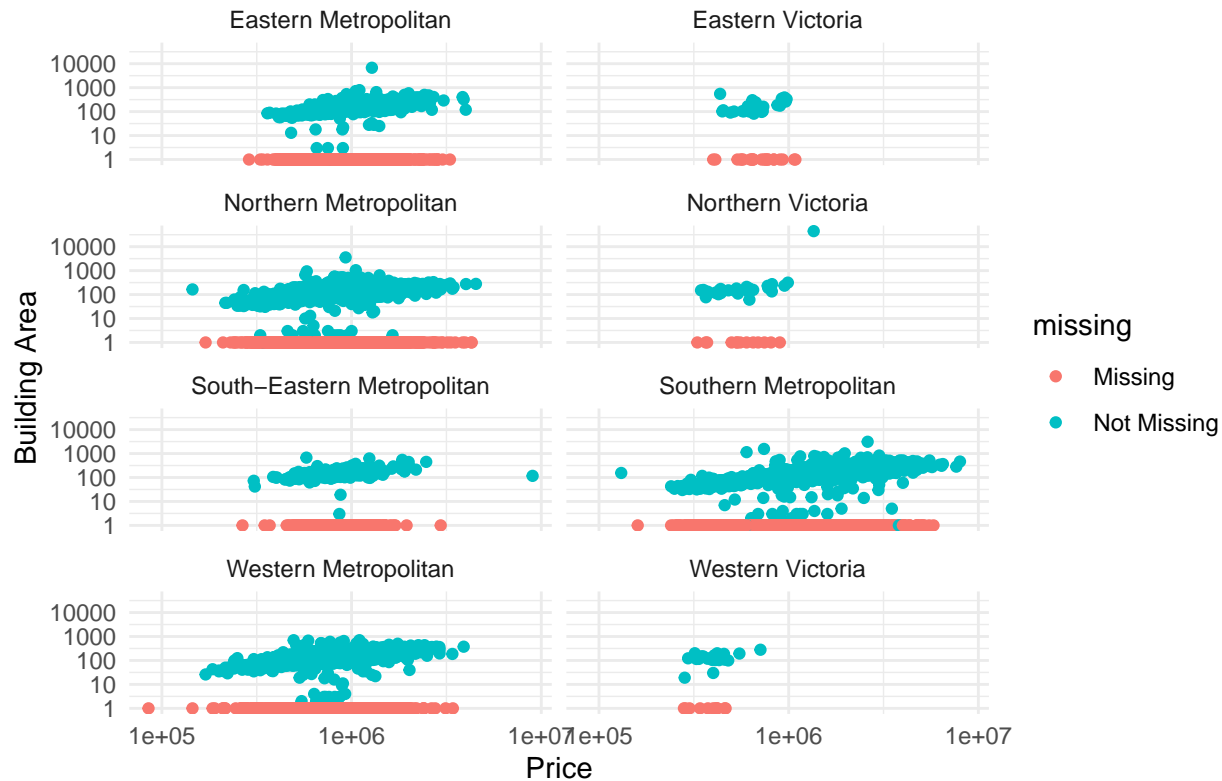 Eastern Metropolitan
Eastern Victoria
10000
1000
100
10
1
Northern Metropolitan
Northern Victoria
10000
1000
100
10
1
South−Eastern Metropolitan
Southern Metropolitan
10000
1000
100
10
1
Western Metropolitan
Western Victoria
10000
1000
100
10
1
1e+05
1e+06
1e+07
1e+05
1e+06
1e+07
Price
Building Area
missing
Missing
Not Missing